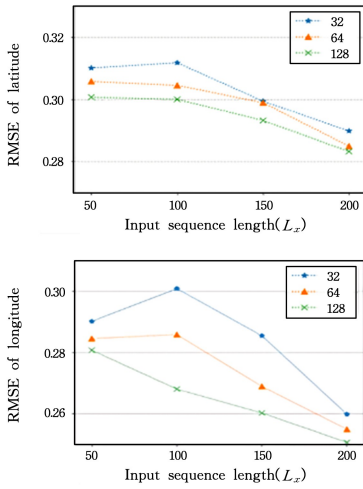 32
64
128
0.32
0.30
0.28
RMSE of latitude
50 100 150 200
Input sequence length(Lx)
32
64
128
0.30
0.28
0.26
RMSE of longitude
50 100 150 200
Input sequence length(Lx)